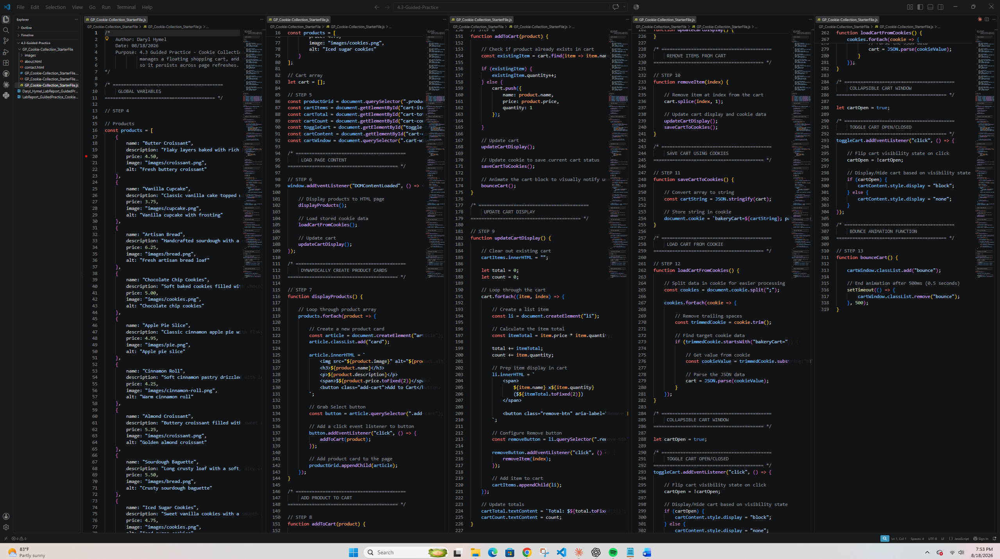 File Edit Selection View Go Run Terminal Help
4.3-Guided-Practice
Explorer
Outline
Timeline
4.3-Guided-Practice
GP_Cookie-Collection_StarterFile
images
about.html
contact.html
GP_Cookie-Collection_StarterFile....
GP_Cookie-Collection_StarterFile....
GP_Cookie-Collection_StarterFile.js
Daryl_Hymel_LabReport_GuidedPr...
LabReport_GuidedPractice_Cookie...
JS GP_Cookie-Collection_StarterFile.js
GP_Cookie-Collection_StarterFile > JS GP_Cookie-Collection_StarterFile.js > ...
1 /*
2 Author: Daryl Hymel
3 Date: 08/18/2026
4 Purpose: 4.3 Guided Practice - Cookie Collection
5 manages a floating shopping cart, and
6 so it persists across page refreshes.
7 */
8
9 /* =========================================
10 GLOBAL VARIABLES
11 ========================================= */
12
13 // STEP 4
14
15 // Products
16 const products = [
17 {
18 name: "Butter Croissant",
19 description: "Flaky layers baked with rich
20 price: 4.50,
21 image: "images/croissant.png",
22 alt: "Fresh buttery croissant"
23 },
24 {
25 name: "Vanilla Cupcake",
26 description: "Classic vanilla cake topped with
27 price: 3.75,
28 image: "images/cupcake.png",
29 alt: "Vanilla cupcake with frosting"
30 },
31 {
32 name: "Artisan Bread",
33 description: "Handcrafted sourdough with a
34 price: 6.25,
35 image: "images/bread.png",
36 alt: "Fresh artisan bread loaf"
37 },
38 {
39 name: "Chocolate Chip Cookies",
40 description: "Soft baked cookies filled with choco
41 price: 5.00,
42 image: "images/cookies.png",
43 alt: "Chocolate chip cookies"
44 },
45 {
46 name: "Apple Pie Slice",
47 description: "Classic cinnamon apple pie with flaky
48 price: 4.95,
49 image: "images/pie.png",
50 alt: "Apple pie slice"
51 },
52 {
53 name: "Cinnamon Roll",
54 description: "Soft cinnamon pastry drizzled with
55 price: 4.25,
56 image: "images/cinnamon-roll.png",
57 alt: "Warm cinnamon roll"
58 },
59 {
60 name: "Almond Croissant",
61 description: "Buttery croissant filled with sweet
62 price: 5.25,
63 image: "images/croissant.png",
64 alt: "Golden almond croissant"
65 },
66 {
67 name: "Sourdough Baguette",
68 description: "Long crusty loaf with a soft, airy
69 price: 5.50,
70 image: "images/bread.png",
71 alt: "Crusty sourdough baguette"
72 },
73 {
74 name: "Iced Sugar Cookies",
75 description: "Sweet vanilla cookies with a smooth
76 price: 4.75,
77 image: "images/cookies.png",
78 alt: "Iced sugar cookies"
JS GP_Cookie-Collection_StarterFile.js
GP_Cookie-Collection_StarterFile > JS GP_Cookie-Collection_StarterFile.js > ...
16 const products = [
76 price: 4.75,
77 image: "images/cookies.png",
78 alt: "Iced sugar cookies"
79 }
80 ];
81
82 // Cart array
83 let cart = [];
84
85 // STEP 5
86 const productGrid = document.querySelector(".produc
87 const cartItems = document.getElementById("cart-ite
88 const cartTotal = document.getElementById("cart-tot
89 const cartCount = document.getElementById("cart-cou
90 const toggleCart = document.getElementById("toggle-
91 const cartContent = document.getElementById("cart-c
92 const cartWindow = document.querySelector(".cart-wi
93
94 /* =========================================
95 LOAD PAGE CONTENT
96 ========================================= */
97
98 // STEP 6
99 window.addEventListener("DOMContentLoaded", () => {
100
101 // Display products to HTML page
102 displayProducts();
103
104 // Load stored cookie data
105 loadCartFromCookies();
106
107 // Update cart
108 updateCartDisplay();
109 });
110
111 /* =========================================
112 DYNAMICALLY CREATE PRODUCT CARDS
113 ========================================= */
114
115 // STEP 7
116 function displayProducts() {
117
118 // Loop through product array
119 products.forEach(product => {
120
121 // Create a new product card
122 const article = document.createElement("article");
123 article.classList.add("card");
124
125 article.innerHTML = `
126 <img src="${product.image}" alt="${product.alt
127 <h3>${product.name}</h3>
128 <p>${product.description}</p>
129 <span>$${product.price.toFixed(2)}</span>
130 <button class="add-cart">Add to Cart</button>
131 `;
132
133 // Grab Select button
134 const button = article.querySelector(".add-cart");
135
136 // Add a click event listener to button
137 button.addEventListener("click", () => {
138 addToCart(product);
139 });
140
141 // Add product card to the page
142 productGrid.appendChild(article);
143 });
144 }
145
146 /* =========================================
147 ADD PRODUCT TO CART
148 ========================================= */
149
150 // STEP 8
151 function addToCart(product) {
152
JS GP_Cookie-Collection_StarterFile.js
GP_Cookie-Collection_StarterFile > JS GP_Cookie-Collection_StarterFile.js > ...
150 // STEP 8
151 function addToCart(product) {
152
153 // Check if product already exists in cart
154 const existingItem = cart.find(item => item.name
155
156 if (existingItem) {
157 existingItem.quantity++;
158 } else {
159 cart.push({
160 name: product.name,
161 price: product.price,
162 quantity: 1
163 });
164
165 }
166
167 // Update cart
168 updateCartDisplay();
169
170 // Update cookie to save current cart status
171 saveCartToCookies();
172
173 // Animate the cart block to visually notify us
174 bounceCart();
175 }
176
177 /* =========================================
178 UPDATE CART DISPLAY
179 ========================================= */
180
181 // STEP 9
182 function updateCartDisplay() {
183
184 // Clear out existing cart
185 cartItems.innerHTML = "";
186
187 let total = 0;
188 let count = 0;
189
190 // Loop through the cart
191 cart.forEach((item, index) => {
192
193 // Create a list item
194 const li = document.createElement("li");
195
196 // Calculate the item total
197 const itemTotal = item.price * item.quantity;
198
199 total += itemTotal;
200 count += item.quantity;
201
202 // Prep item display in cart
203 li.innerHTML = `
204 <span>
205 ${item.name} x${item.quantity}
206 ($${itemTotal.toFixed(2)})
207 </span>
208
209 <button class="remove-btn" aria-label="Remove
210 `;
211
212 // Configure Remove button
213 const removeButton = li.querySelector(".remove-btn"
214
215 removeButton.addEventListener("click", () => {
216 removeItem(index);
217 });
218
219 // Add item to cart
220 cartItems.appendChild(li);
221 });
222
223 // Update totals
224 cartTotal.textContent = `Total: $${total.toFixed(2)}`;
225 cartCount.textContent = count;
226 }
227
JS GP_Cookie-Collection_StarterFile.js
GP_Cookie-Collection_StarterFile > JS GP_Cookie-Collection_StarterFile.js > ...
182 function updateCartDisplay() {
226 }
227
228 /* =========================================
229 REMOVE ITEMS FROM CART
230 ========================================= */
231
232 // STEP 10
233 function removeItem(index) {
234
235 // Remove item at index from the cart
236 cart.splice(index, 1);
237
238 // Update cart display and cookie data
239 updateCartDisplay();
240 saveCartToCookies();
241 }
242
243 /* =========================================
244 SAVE CART USING COOKIES
245 ========================================= */
246
247 // STEP 11
248 function saveCartToCookies() {
249
250 // Convert array to string
251 const cartString = JSON.stringify(cart);
252
253 // Store string in cookie
254 document.cookie = `bakeryCart=${cartString}; p
255 }
256
257 /* =========================================
258 LOAD CART FROM COOKIE
259 ========================================= */
260
261 // STEP 12
262 function loadCartFromCookies() {
263
264 // Split data in cookie for easier processing
265 const cookies = document.cookie.split(";");
266
267 cookies.forEach(cookie => {
268
269 // Remove trailing spaces
270 const trimmedCookie = cookie.trim();
271
272 // Find target cookie data
273 if (trimmedCookie.startsWith("bakeryCart=")) {
274
275 // Get value from cookie
276 const cookieValue = trimmedCookie.substring("ba
277
278 // Parse the JSON data
279 cart = JSON.parse(cookieValue);
280 }
281 });
282 }
283
284 /* =========================================
285 COLLAPSIBLE CART WINDOW
286 ========================================= */
287
288 let cartOpen = true;
289
290 /* =========================================
291 TOGGLE CART OPEN/CLOSED
292 ========================================= */
293 toggleCart.addEventListener("click", () => {
294
295 // Flip cart visibility state on click
296 cartOpen = !cartOpen;
297
298 // Display/Hide cart based on visibility state
299 if (cartOpen) {
300 cartContent.style.display = "block";
301 } else {
302 cartContent.style.display = "none";
JS GP_Cookie-Collection_StarterFile.js
GP_Cookie-Collection_StarterFile > JS GP_Cookie-Collection_StarterFile.js > ...
262 function loadCartFromCookies() {
267 cookies.forEach(cookie => {
278 // Parse the JSON data
279 cart = JSON.parse(cookieValue);
280 }
281 });
282 }
283
284 /* =========================================
285 COLLAPSIBLE CART WINDOW
286 ========================================= */
287
288 let cartOpen = true;
289
290 /* =========================================
291 TOGGLE CART OPEN/CLOSED
292 ========================================= */
293 toggleCart.addEventListener("click", () => {
294
295 // Flip cart visibility state on click
296 cartOpen = !cartOpen;
297
298 // Display/Hide cart based on visibility state
299 if (cartOpen) {
300 cartContent.style.display = "block";
301 } else {
302 cartContent.style.display = "none";
303 }
304 });
305
306 /* =========================================
307 BOUNCE ANIMATION FUNCTION
308 ========================================= */
309
310 // STEP 13
311 function bounceCart() {
312
313 cartWindow.classList.add("bounce");
314
315 // End animation after 500ms (0.5 seconds)
316 setTimeout(() => {
317 cartWindow.classList.remove("bounce");
318 }, 500);
319 }
0 0
Ln 1, Col 1 Spaces: 4 UTF-8 LF {} JavaScript Sign In
83°F
Partly sunny
Search
7:53 PM
8/18/2026